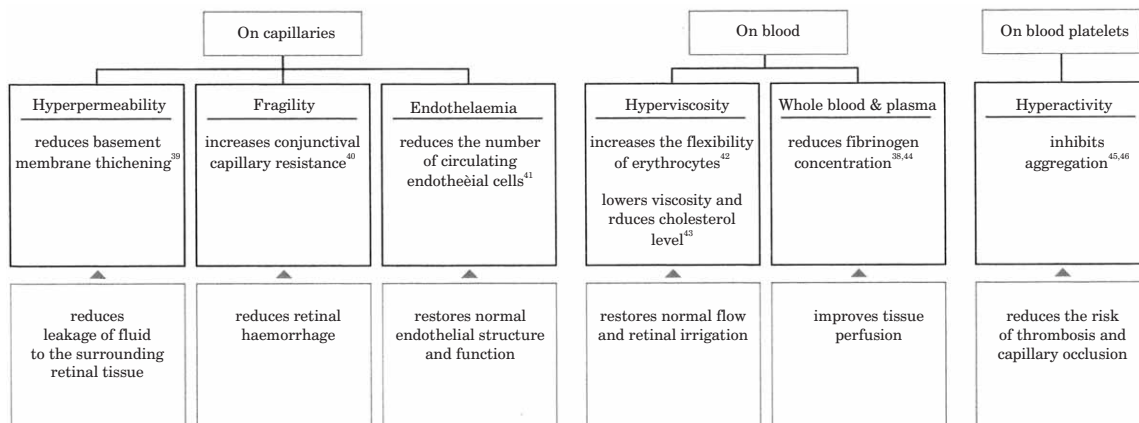 On capillaries
On blood
On blood platelets
Hyperpermeability
reduces basement
membrane thichening39
Fragility
increases conjunctival
capillary resistance40
Endothelaemia
reduces the number
of circulating
endotheèial cells41
Hyperviscosity
increases the flexibility
of erythrocytes42
lowers viscosity and
rduces cholesterol
level43
Whole blood & plasma
reduces fibrinogen
concentration38,44
Hyperactivity
inhibits
aggregation45,46
reduces
leakage of fluid
to the surrounding
retinal tissue
reduces retinal
haemorrhage
restores normal
endothelial structure
and function
restores normal flow
and retinal irrigation
improves tissue
perfusion
reduces the risk
of thrombosis and
capillary occlusion